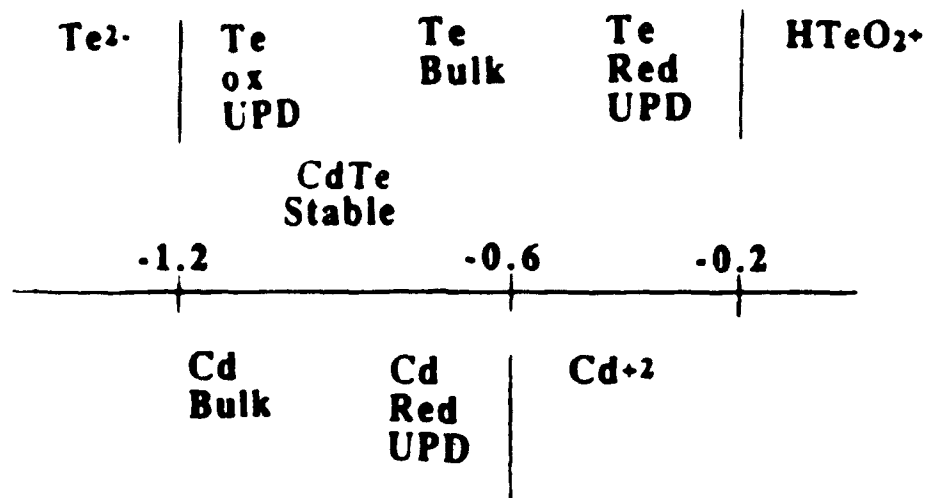 Te2- Te Te Te HTeO2+
ox Bulk Red
UPD UPD
CdTe
Stable
-1.2 -0.6 -0.2
Cd Cd Cd+2
Bulk Red
UPD